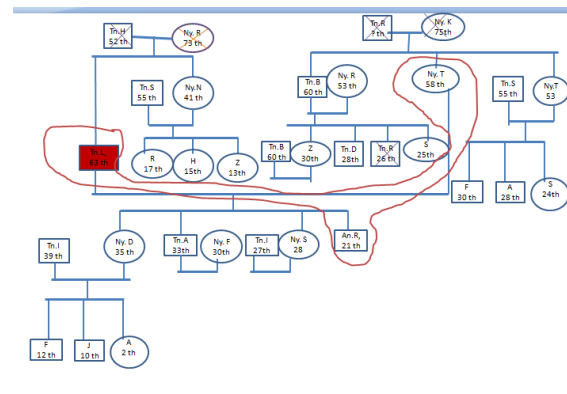 Tn.H
52 th
Ny. R
73 th
Tn.R
? th
Ny. K
75th
Tn.S
55 th
Ny.N
41 th
Tn.B
60 th
Ny. R
53 th
Ny. T
58 th
Tn.S
55 th
Ny.T
53
63 th
R
17 th
H
15th
Z
13th
Tn.B
60 th
Z
30th
Tn.D
28th
Tn.R
26 th
S
25th
F
30 th
A
28 th
S
24th
Tn.I
39 th
Ny. D
35 th
Tn.A
33th
Ny. F
30th
Tn.I
27th
Ny. S
28
An.R,
21 th
F
12 th
J
10 th
A
2 th